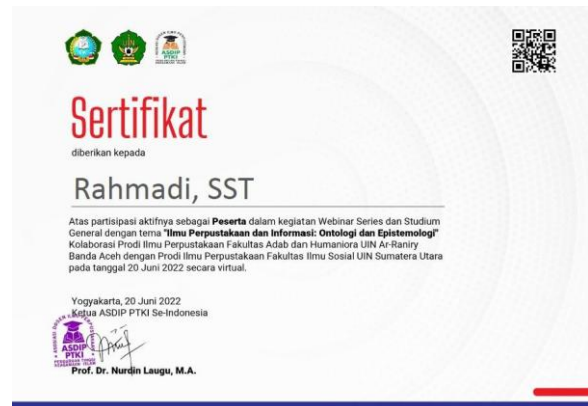 ASDIP
PTKI
Sertifikat
diberikan kepada
Rahmadi, SST
Atas partisipasi aktifnya sebagai Peserta dalam kegiatan Webinar Series dan Studium
General dengan tema "Ilmu Perpustakaan dan Informasi: Ontologi dan Epistemologi"
Kolaborasi Prodi Ilmu Perpustakaan Fakultas Adab dan Humaniora UIN Ar-Raniry
Banda Aceh dengan Prodi Ilmu Perpustakaan Fakultas Ilmu Sosial UIN Sumatera Utara
pada tanggal 20 Juni 2022 secara virtual.
Yogyakarta, 20 Juni 2022
Ketua ASDIP PTKI Se-Indonesia
ASDIP
PTKI
Prof. Dr. Nurdin Laugu, M.A.